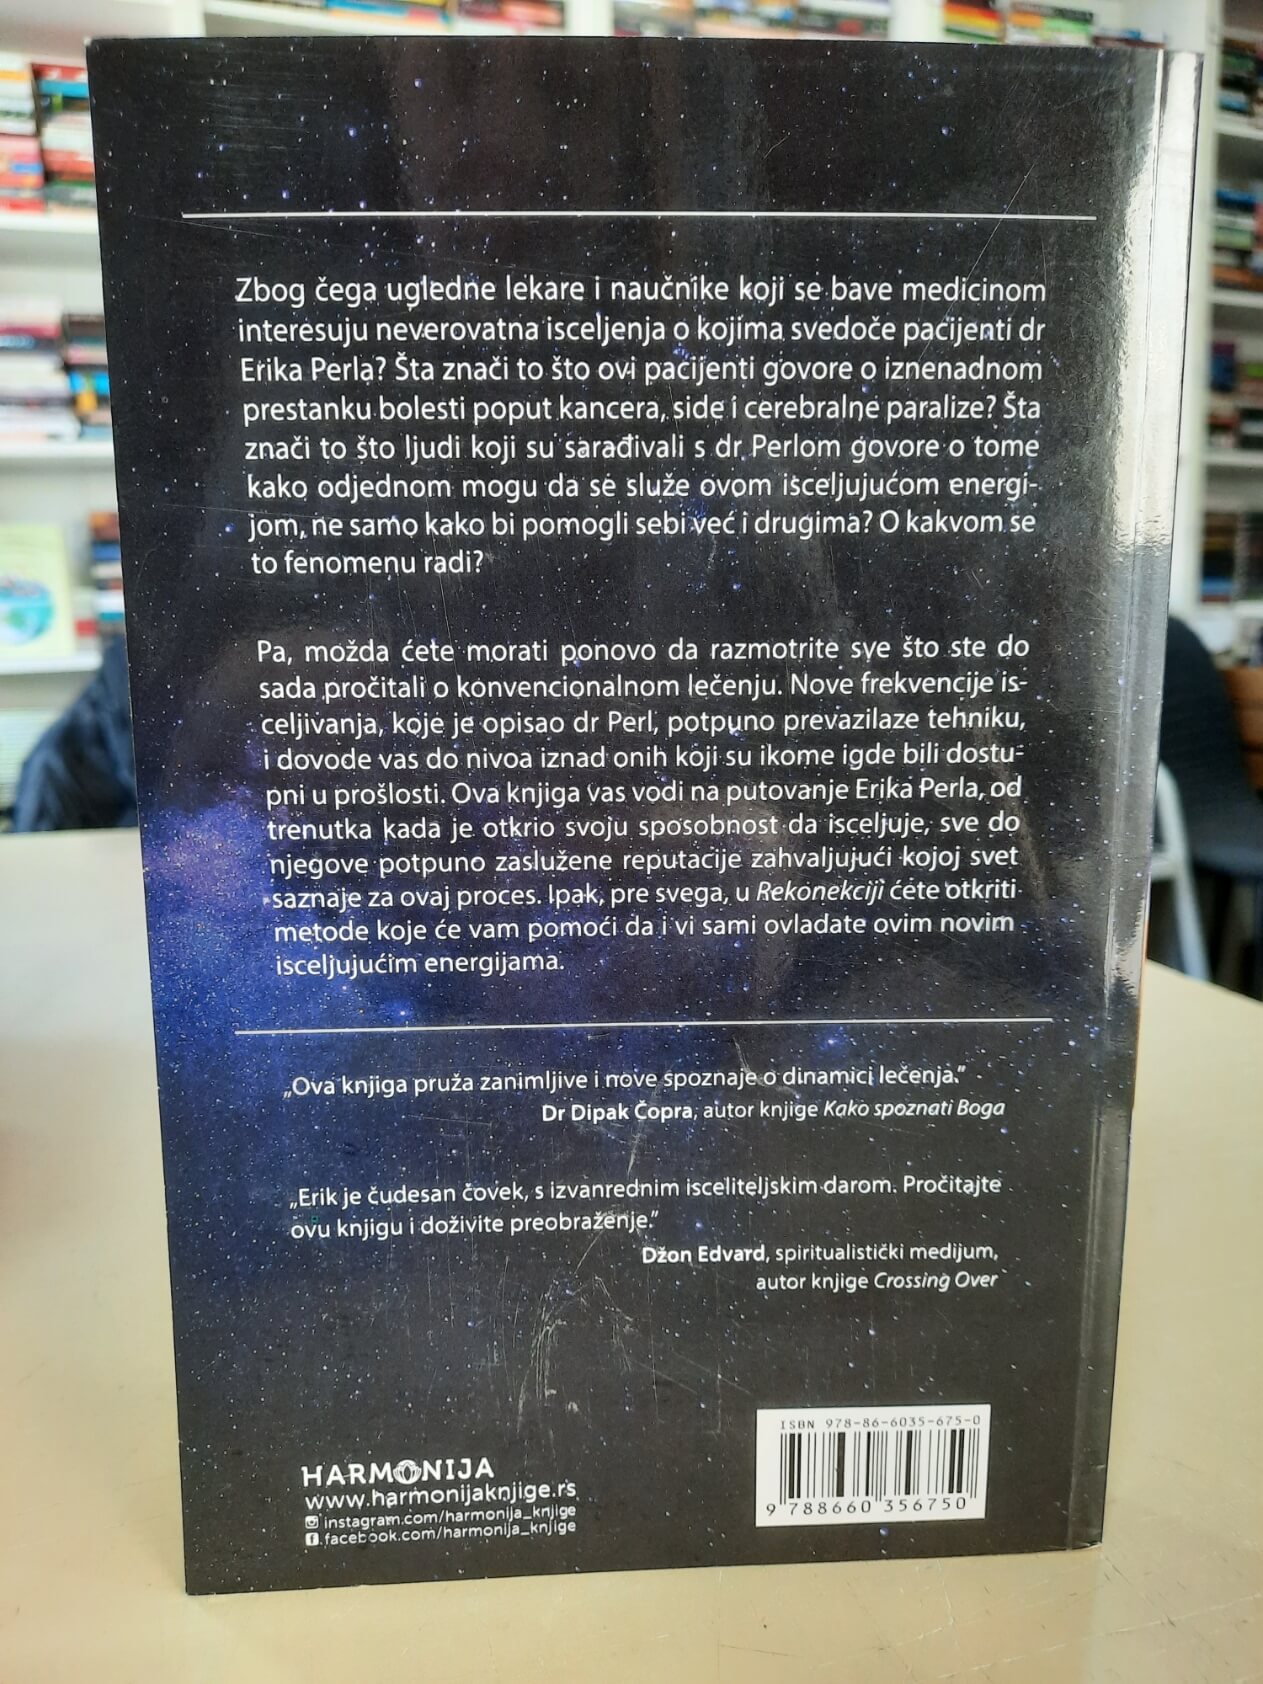 Zbog čega ugledne lekare i naučnike koji se bave medicinom
interesuju neverovatna isceljenja o kojima svedoče pacijenti dr
Erika Perla? Šta znači to što ovi pacijenti govore o iznenadnom
prestanku bolesti poput kancera, side i cerebralne paralize? Šta
znači to što ljudi koji su sarađivali s dr Perlom govore o tome
kako odjednom mogu da se služe ovom isceljujućom energi-
jom, ne samo kako bi pomogli sebi već i drugima? O kakvom se
to fenomenu radi?
Pa, možda ćete morati ponovo da razmotrite sve što ste do
sada pročitali o konvencionalnom lečenju. Nove frekvencije is-
celjivanja, koje je opisao dr Perl, potpuno prevazilaze tehniku,
i dovode vas do nivoa iznad onih koji su ikome igde bili dostu-
pni u prošlosti. Ova knjiga vas vodi na putovanje Erika Perla, od
trenutka kada je otkrio svoju sposobnost da isceljuje, sve do
njegove potpuno zaslužene reputacije zahvaljujući kojoj svet
saznaje za ovaj proces. Ipak, pre svega, u Rekonekciji ćete otkriti
metode koje će vam pomoći da i vi sami ovladate ovim novim
isceljujućim energijama.
„Ova knjiga pruža zanimljive i nove spoznaje o dinamici lečenja.”
Dr Dipak Čopra, autor knjige Kako spoznati Boga
„Erik je čudesan čovek, s izvanrednim isceliteljskim darom. Pročitajte
ovu knjigu i doživite preobraženje.”
Džon Edvard, spiritualistički medijum,
autor knjige Crossing Over
ISBN 978-86-6035-675-0
9 788660 356750
HARMONIJA
www.harmonijaknjige.rs
instagram.com/harmonija_knjige
facebook.com/harmonija_knjige